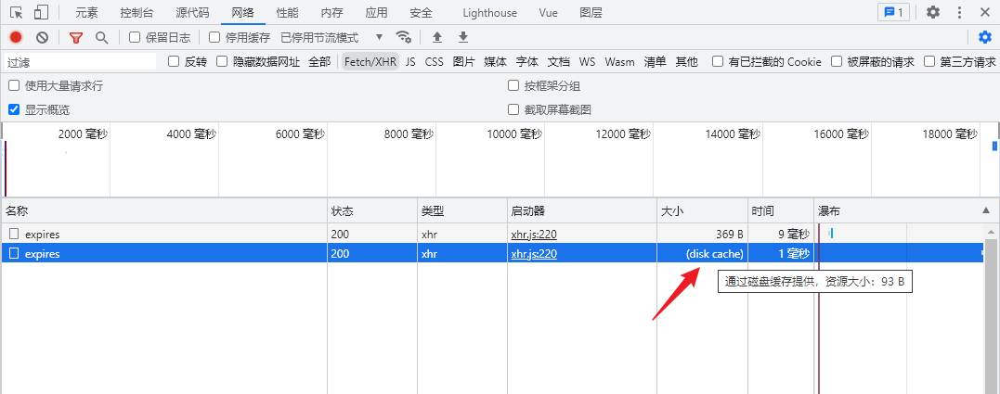 元素 控制台 源代码 网络 性能 内存 应用 安全 Lighthouse Vue 图层 1
保留日志 停用缓存 已停用节流模式
过滤 反转 隐藏数据网址 全部 Fetch/XHR JS CSS 图片 媒体 字体 文档 WS Wasm 清单 其他 有已拦截的 Cookie 被屏蔽的请求 第三方请求
使用大量请求行 按框架分组
显示概览 截取屏幕截图
2000 毫秒 4000 毫秒 6000 毫秒 8000 毫秒 10000 毫秒 12000 毫秒 14000 毫秒 16000 毫秒 18000 毫秒
名称 状态 类型 启动器 大小 时间 瀑布
expires 200 xhr xhr.js:220 369 B 9 毫秒
expires 200 xhr xhr.js:220 (disk cache) 1 毫秒
通过磁盘缓存提供，资源大小：93 B